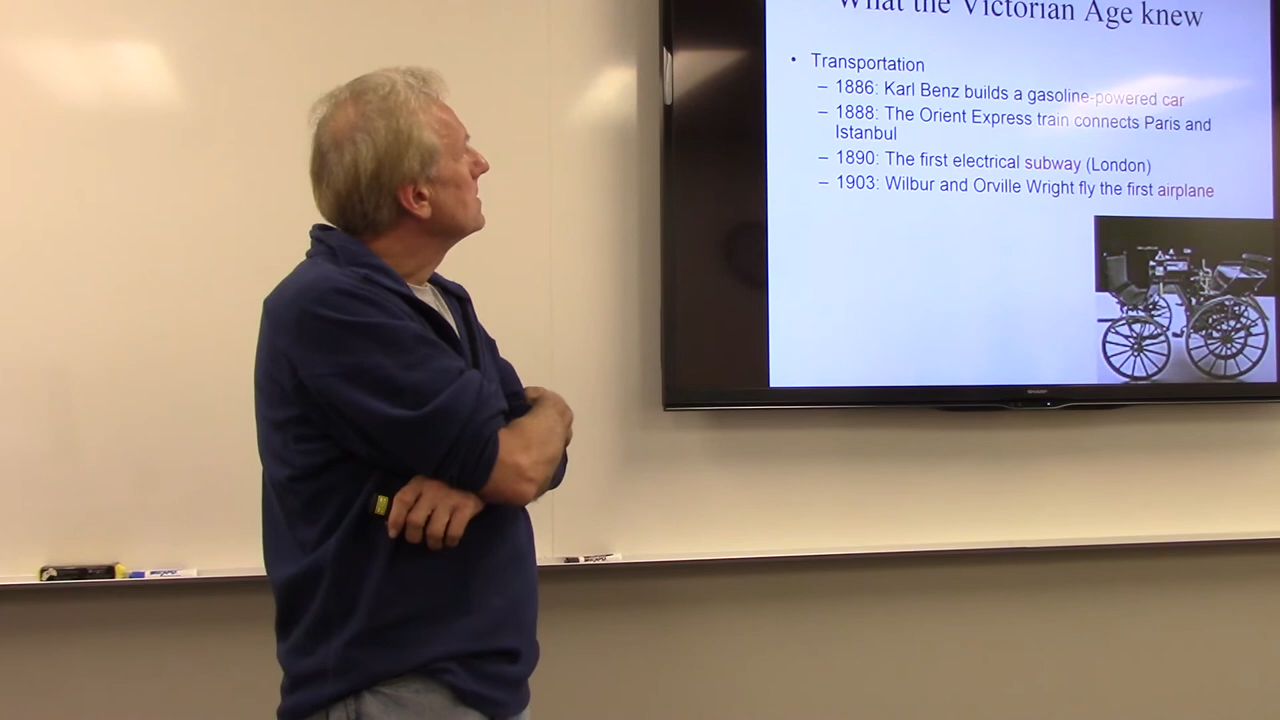 What the Victorian Age knew
• Transportation
– 1886: Karl Benz builds a gasoline-powered car
– 1888: The Orient Express train connects Paris and
Istanbul
– 1890: The first electrical subway (London)
– 1903: Wilbur and Orville Wright fly the first airplane
SHARP